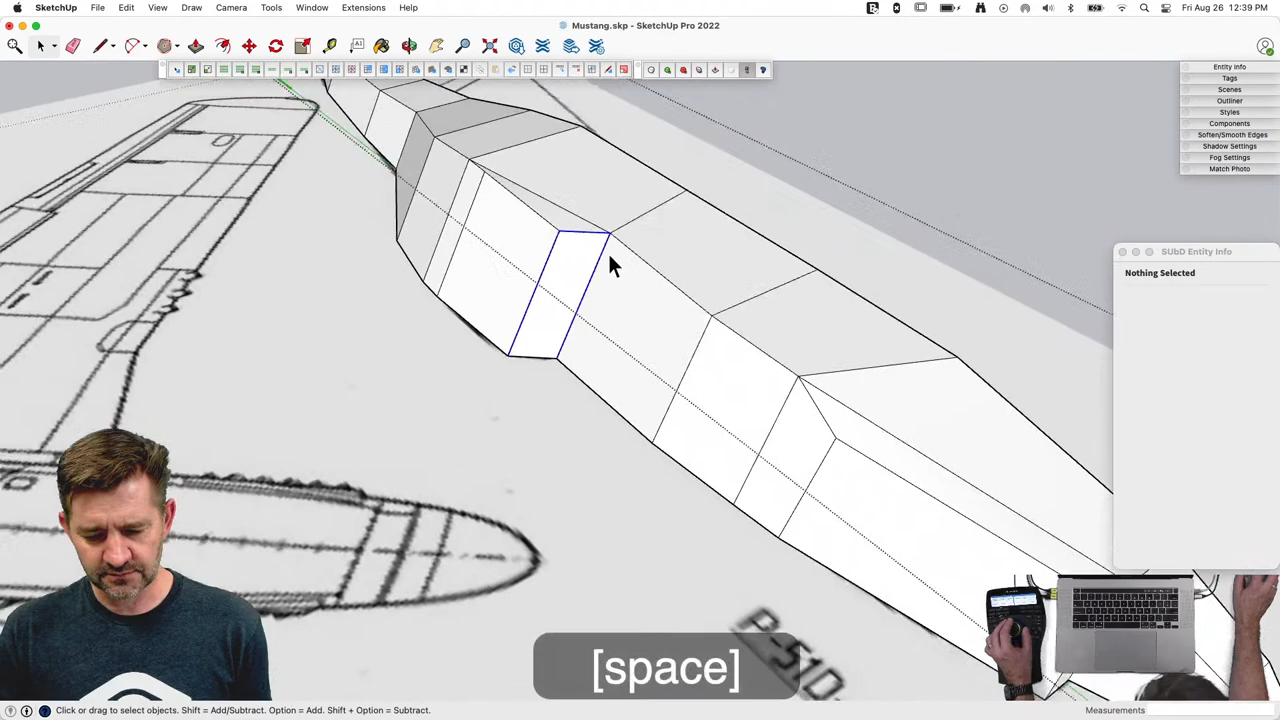 SketchUp File Edit View Draw Camera Tools Window Extensions Help
Fri Aug 26 12:39 PM
Mustang.skp - SketchUp Pro 2022
Entity Info
Tags
Scenes
Outliner
Styles
Components
Soften/Smooth Edges
Shadow Settings
Fog Settings
Match Photo
SUbD Entity Info
Nothing Selected
P-51D
[space]
Click or drag to select objects. Shift = Add/Subtract. Option = Add. Shift + Option = Subtract.
Measurements